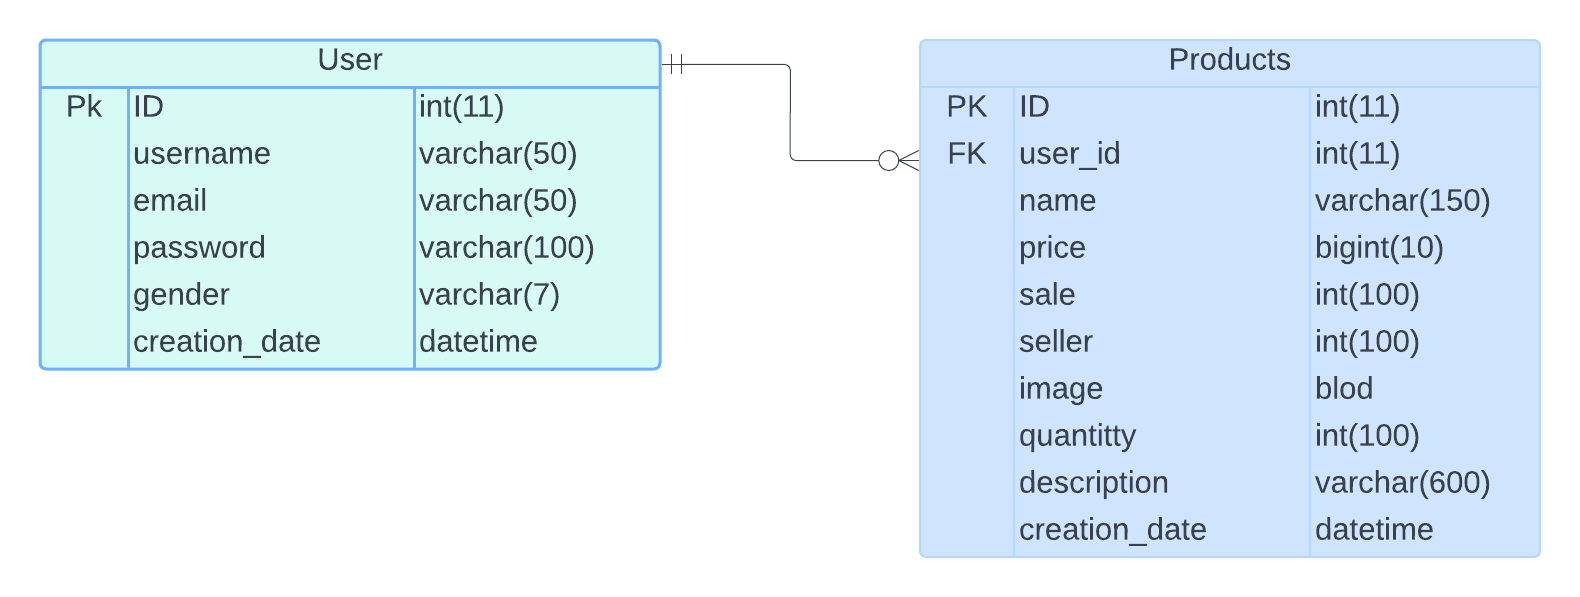 User
Pk ID int(11)
username varchar(50)
email varchar(50)
password varchar(100)
gender varchar(7)
creation_date datetime
Products
PK ID int(11)
FK user_id int(11)
name varchar(150)
price bigint(10)
sale int(100)
seller int(100)
image blod
quantitty int(100)
description varchar(600)
creation_date datetime